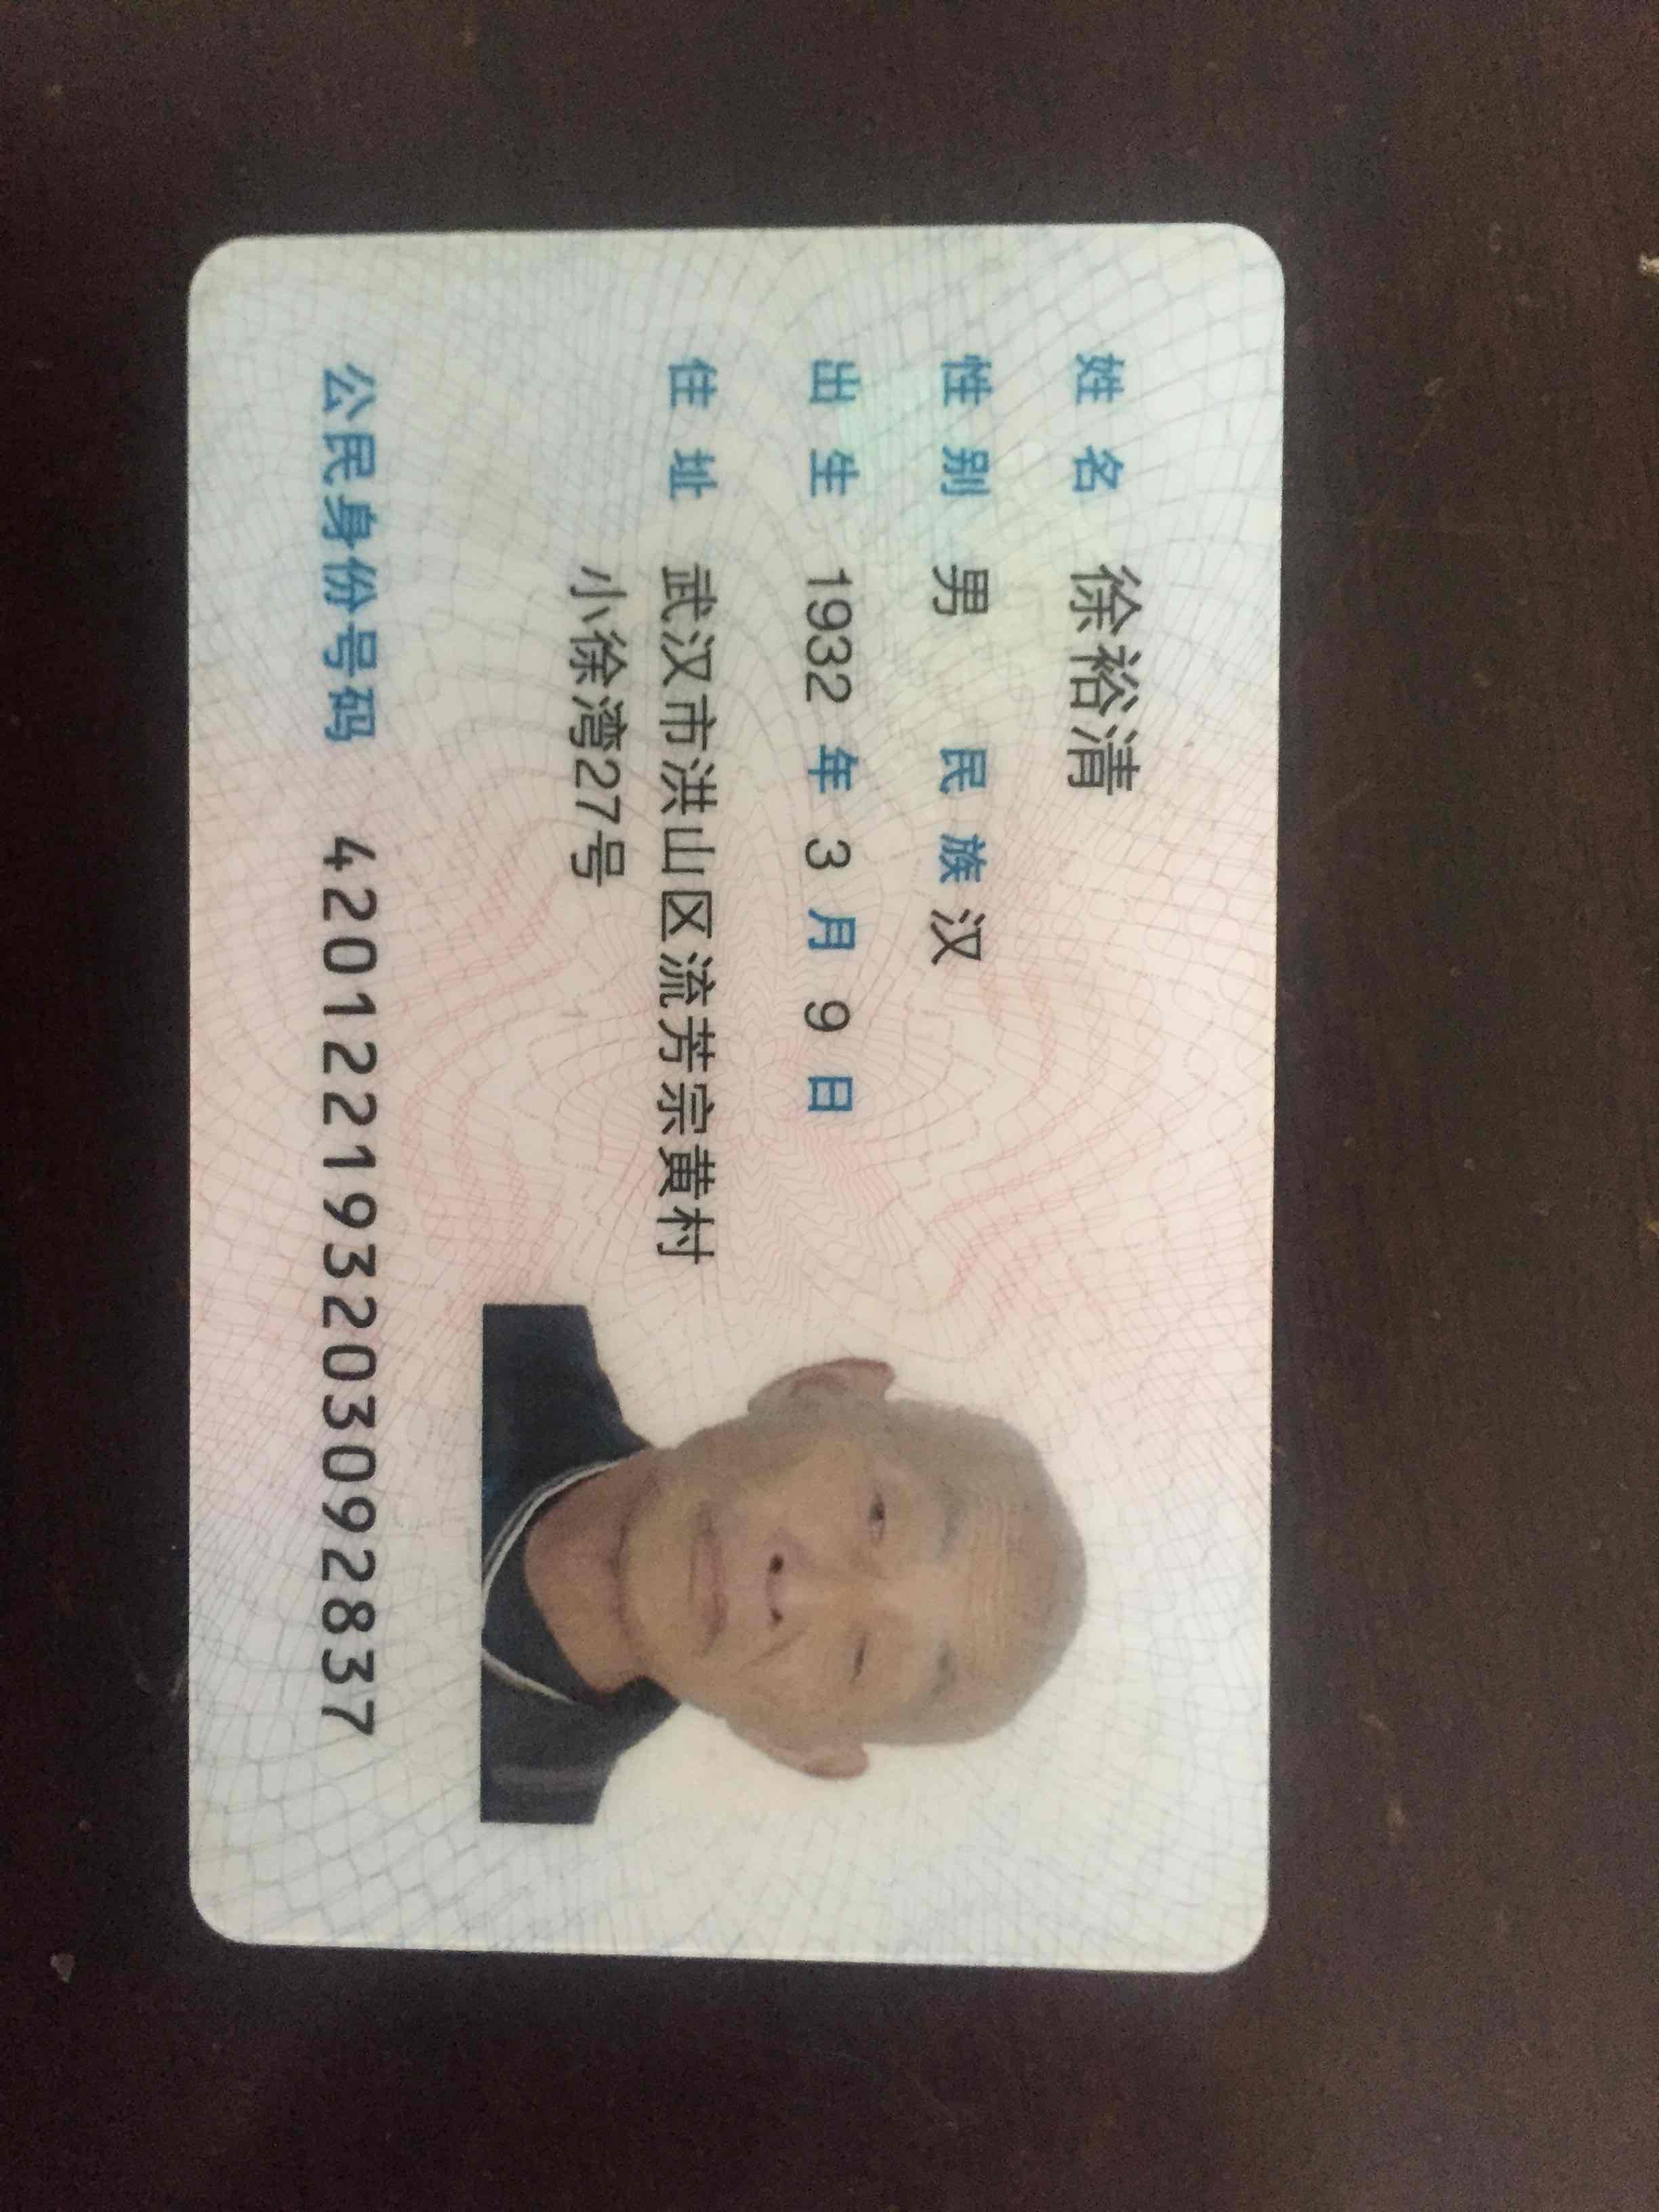 姓名 徐裕清
性别 男 民族 汉
出生 1932 年 3 月 9 日
住址 武汉市洪山区流芳宗黄村
小徐湾27号
公民身份号码 420122193203092837